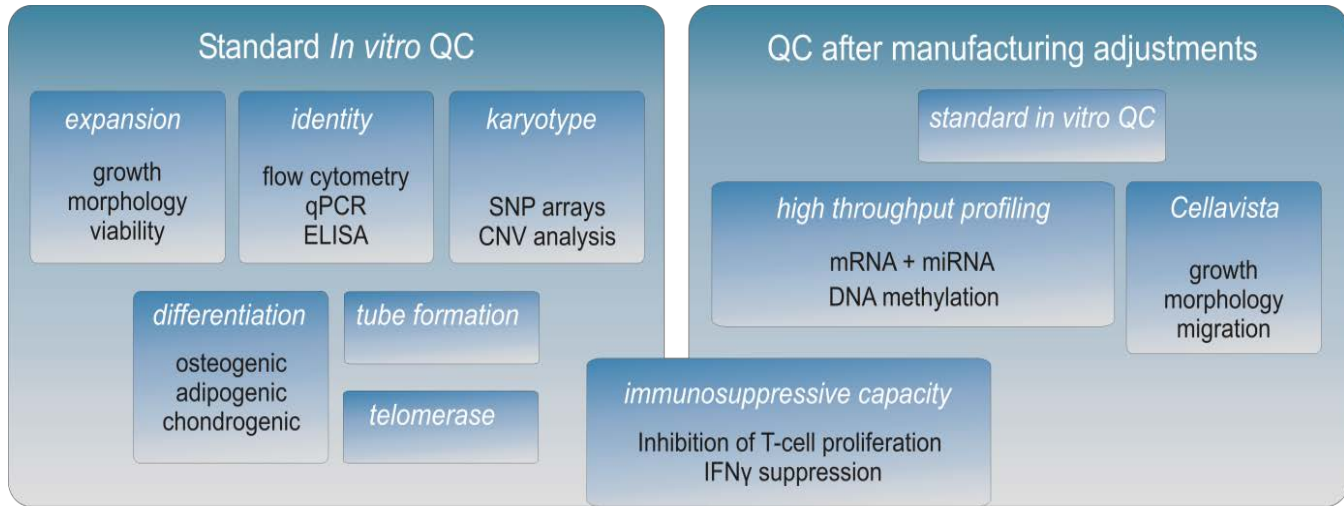 Standard In vitro QC
expansion
growth
morphology
viability
identity
flow cytometry
qPCR
ELISA
karyotype
SNP arrays
CNV analysis
differentiation
osteogenic
adipogenic
chondrogenic
tube formation
telomerase
QC after manufacturing adjustments
standard in vitro QC
high throughput profiling
mRNA + miRNA
DNA methylation
Cellavista
growth
morphology
migration
immunosuppressive capacity
Inhibition of T-cell proliferation
IFNγ suppression